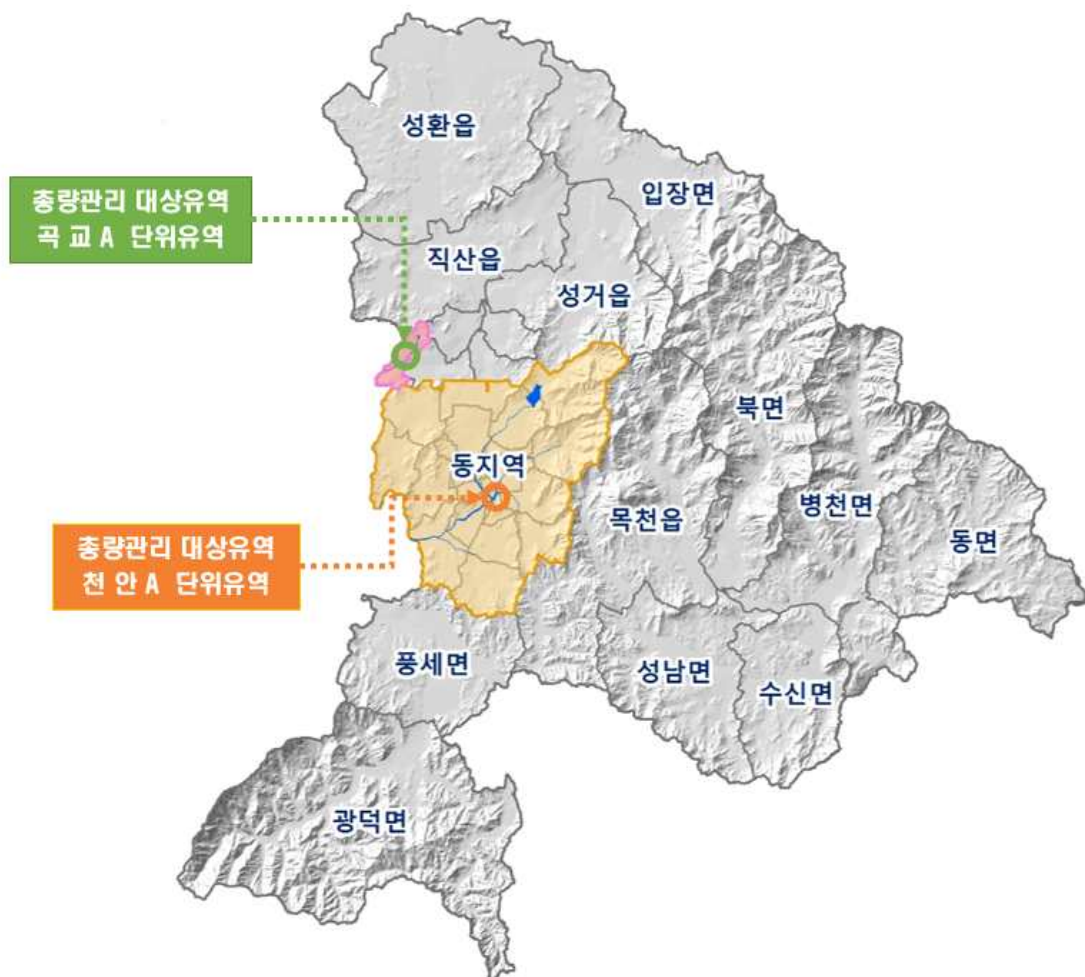 성환읍
입장면
총량관리 대상유역
곡 교 A 단위유역
직산읍
성거읍
북면
동지역
병천면
목천읍
동면
총량관리 대상유역
천 안 A 단위유역
풍세면
성남면
수신면
광덕면